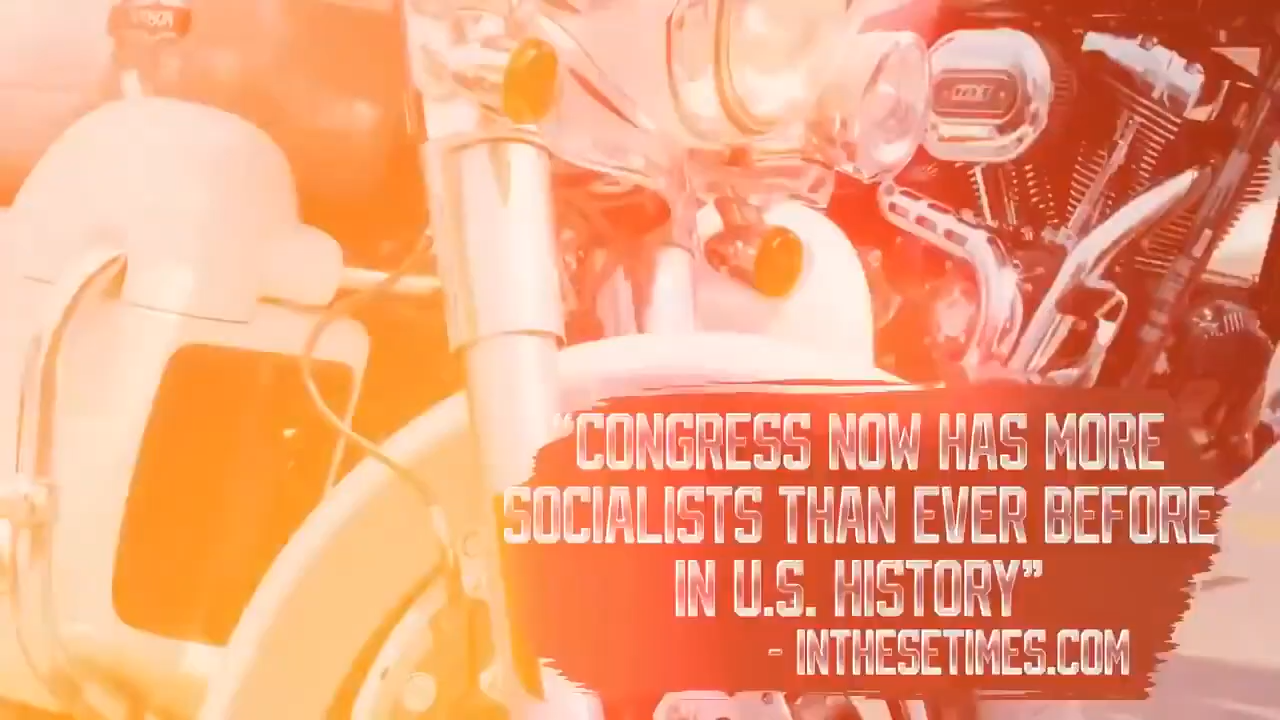 “CONGRESS NOW HAS MORE
SOCIALISTS THAN EVER BEFORE
IN U.S. HISTORY”
- INTHESETIMES.COM